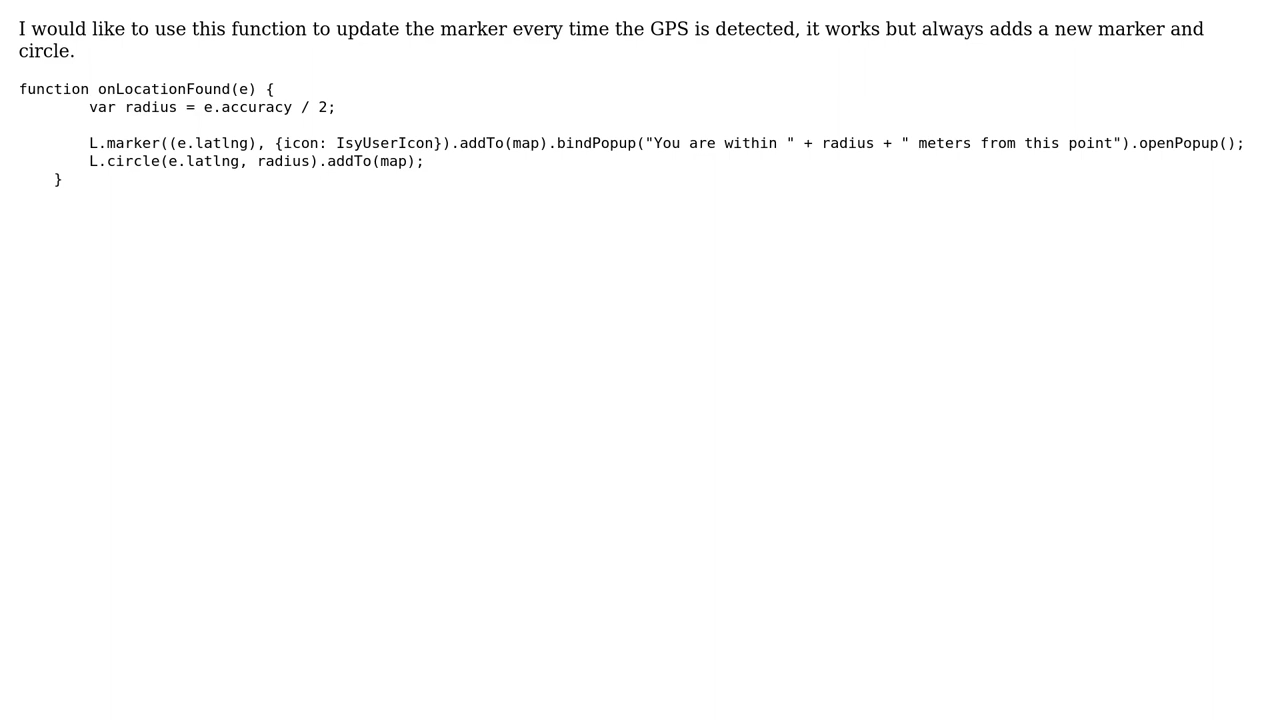 I would like to use this function to update the marker every time the GPS is detected, it works but always adds a new marker and
circle.
function onLocationFound(e) {
        var radius = e.accuracy / 2;

        L.marker((e.latlng), {icon: IsyUserIcon}).addTo(map).bindPopup("You are within " + radius + " meters from this point").openPopup();
        L.circle(e.latlng, radius).addTo(map);
    }